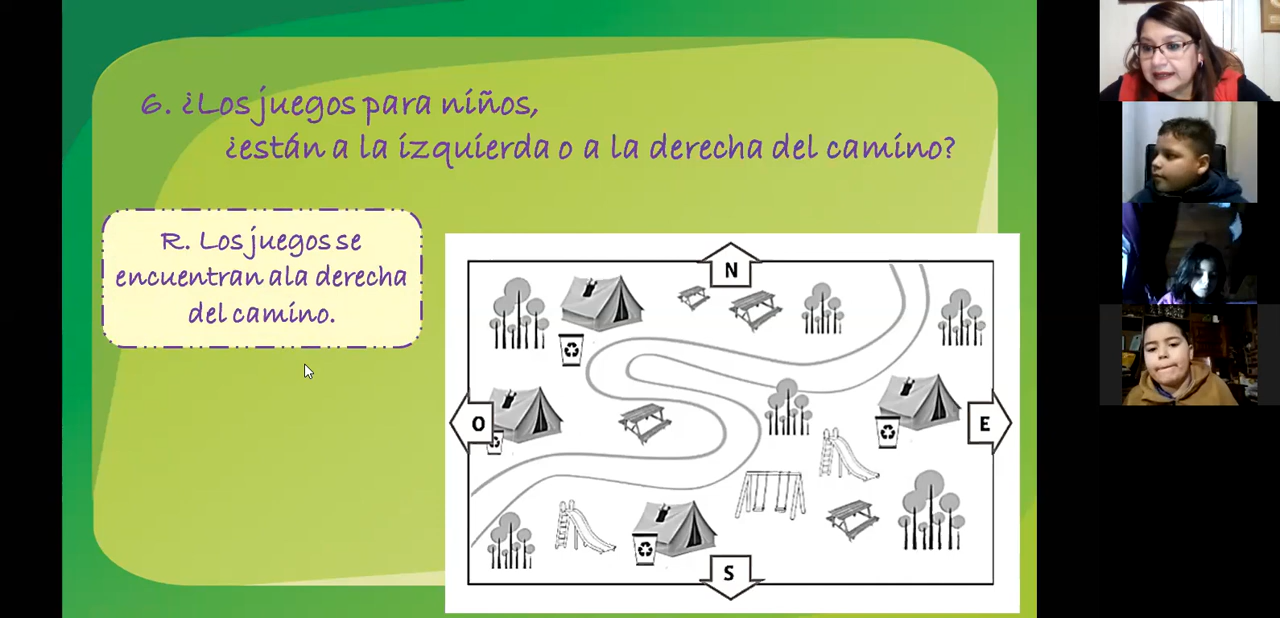 6. ¿Los juegos para niños,
¿están a la izquierda o a la derecha del camino?
R. Los juegos se
encuentran ala derecha
del camino.
N
O
E
S